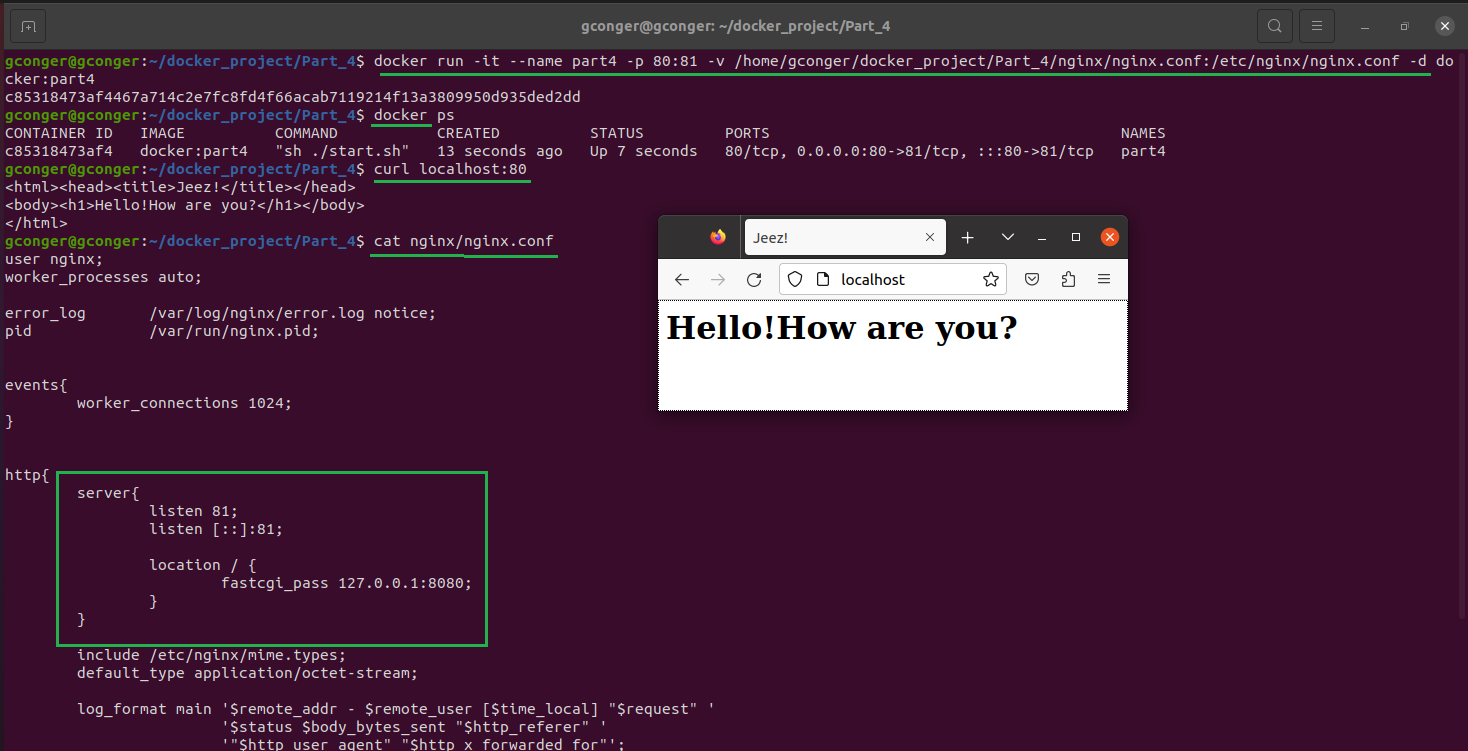 gconger@gconger: ~/docker_project/Part_4
gconger@gconger:~/docker_project/Part_4$ docker run -it --name part4 -p 80:81 -v /home/gconger/docker_project/Part_4/nginx/nginx.conf:/etc/nginx/nginx.conf -d do
cker:part4
c85318473af4467a714c2e7fc8fd4f66acab7119214f13a3809950d935ded2dd
gconger@gconger:~/docker_project/Part_4$ docker ps
CONTAINER ID   IMAGE          COMMAND           CREATED          STATUS         PORTS                                       NAMES
c85318473af4   docker:part4   "sh ./start.sh"   13 seconds ago   Up 7 seconds   80/tcp, 0.0.0.0:80->81/tcp, :::80->81/tcp   part4
gconger@gconger:~/docker_project/Part_4$ curl localhost:80
<html><head><title>Jeez!</title></head>
<body><h1>Hello!How are you?</h1></body>
</html>
gconger@gconger:~/docker_project/Part_4$ cat nginx/nginx.conf
user nginx;
worker_processes auto;
error_log       /var/log/nginx/error.log notice;
pid             /var/run/nginx.pid;
events{
        worker_connections 1024;
}
http{
        server{
                listen 81;
                listen [::]:81;
                location / {
                        fastcgi_pass 127.0.0.1:8080;
                }
        }
        include /etc/nginx/mime.types;
        default_type application/octet-stream;
        log_format main '$remote_addr - $remote_user [$time_local] "$request" '
                        '$status $body_bytes_sent "$http_referer" '
                        '"$http_user_agent" "$http_x_forwarded_for"';
Jeez!
localhost
Hello!How are you?